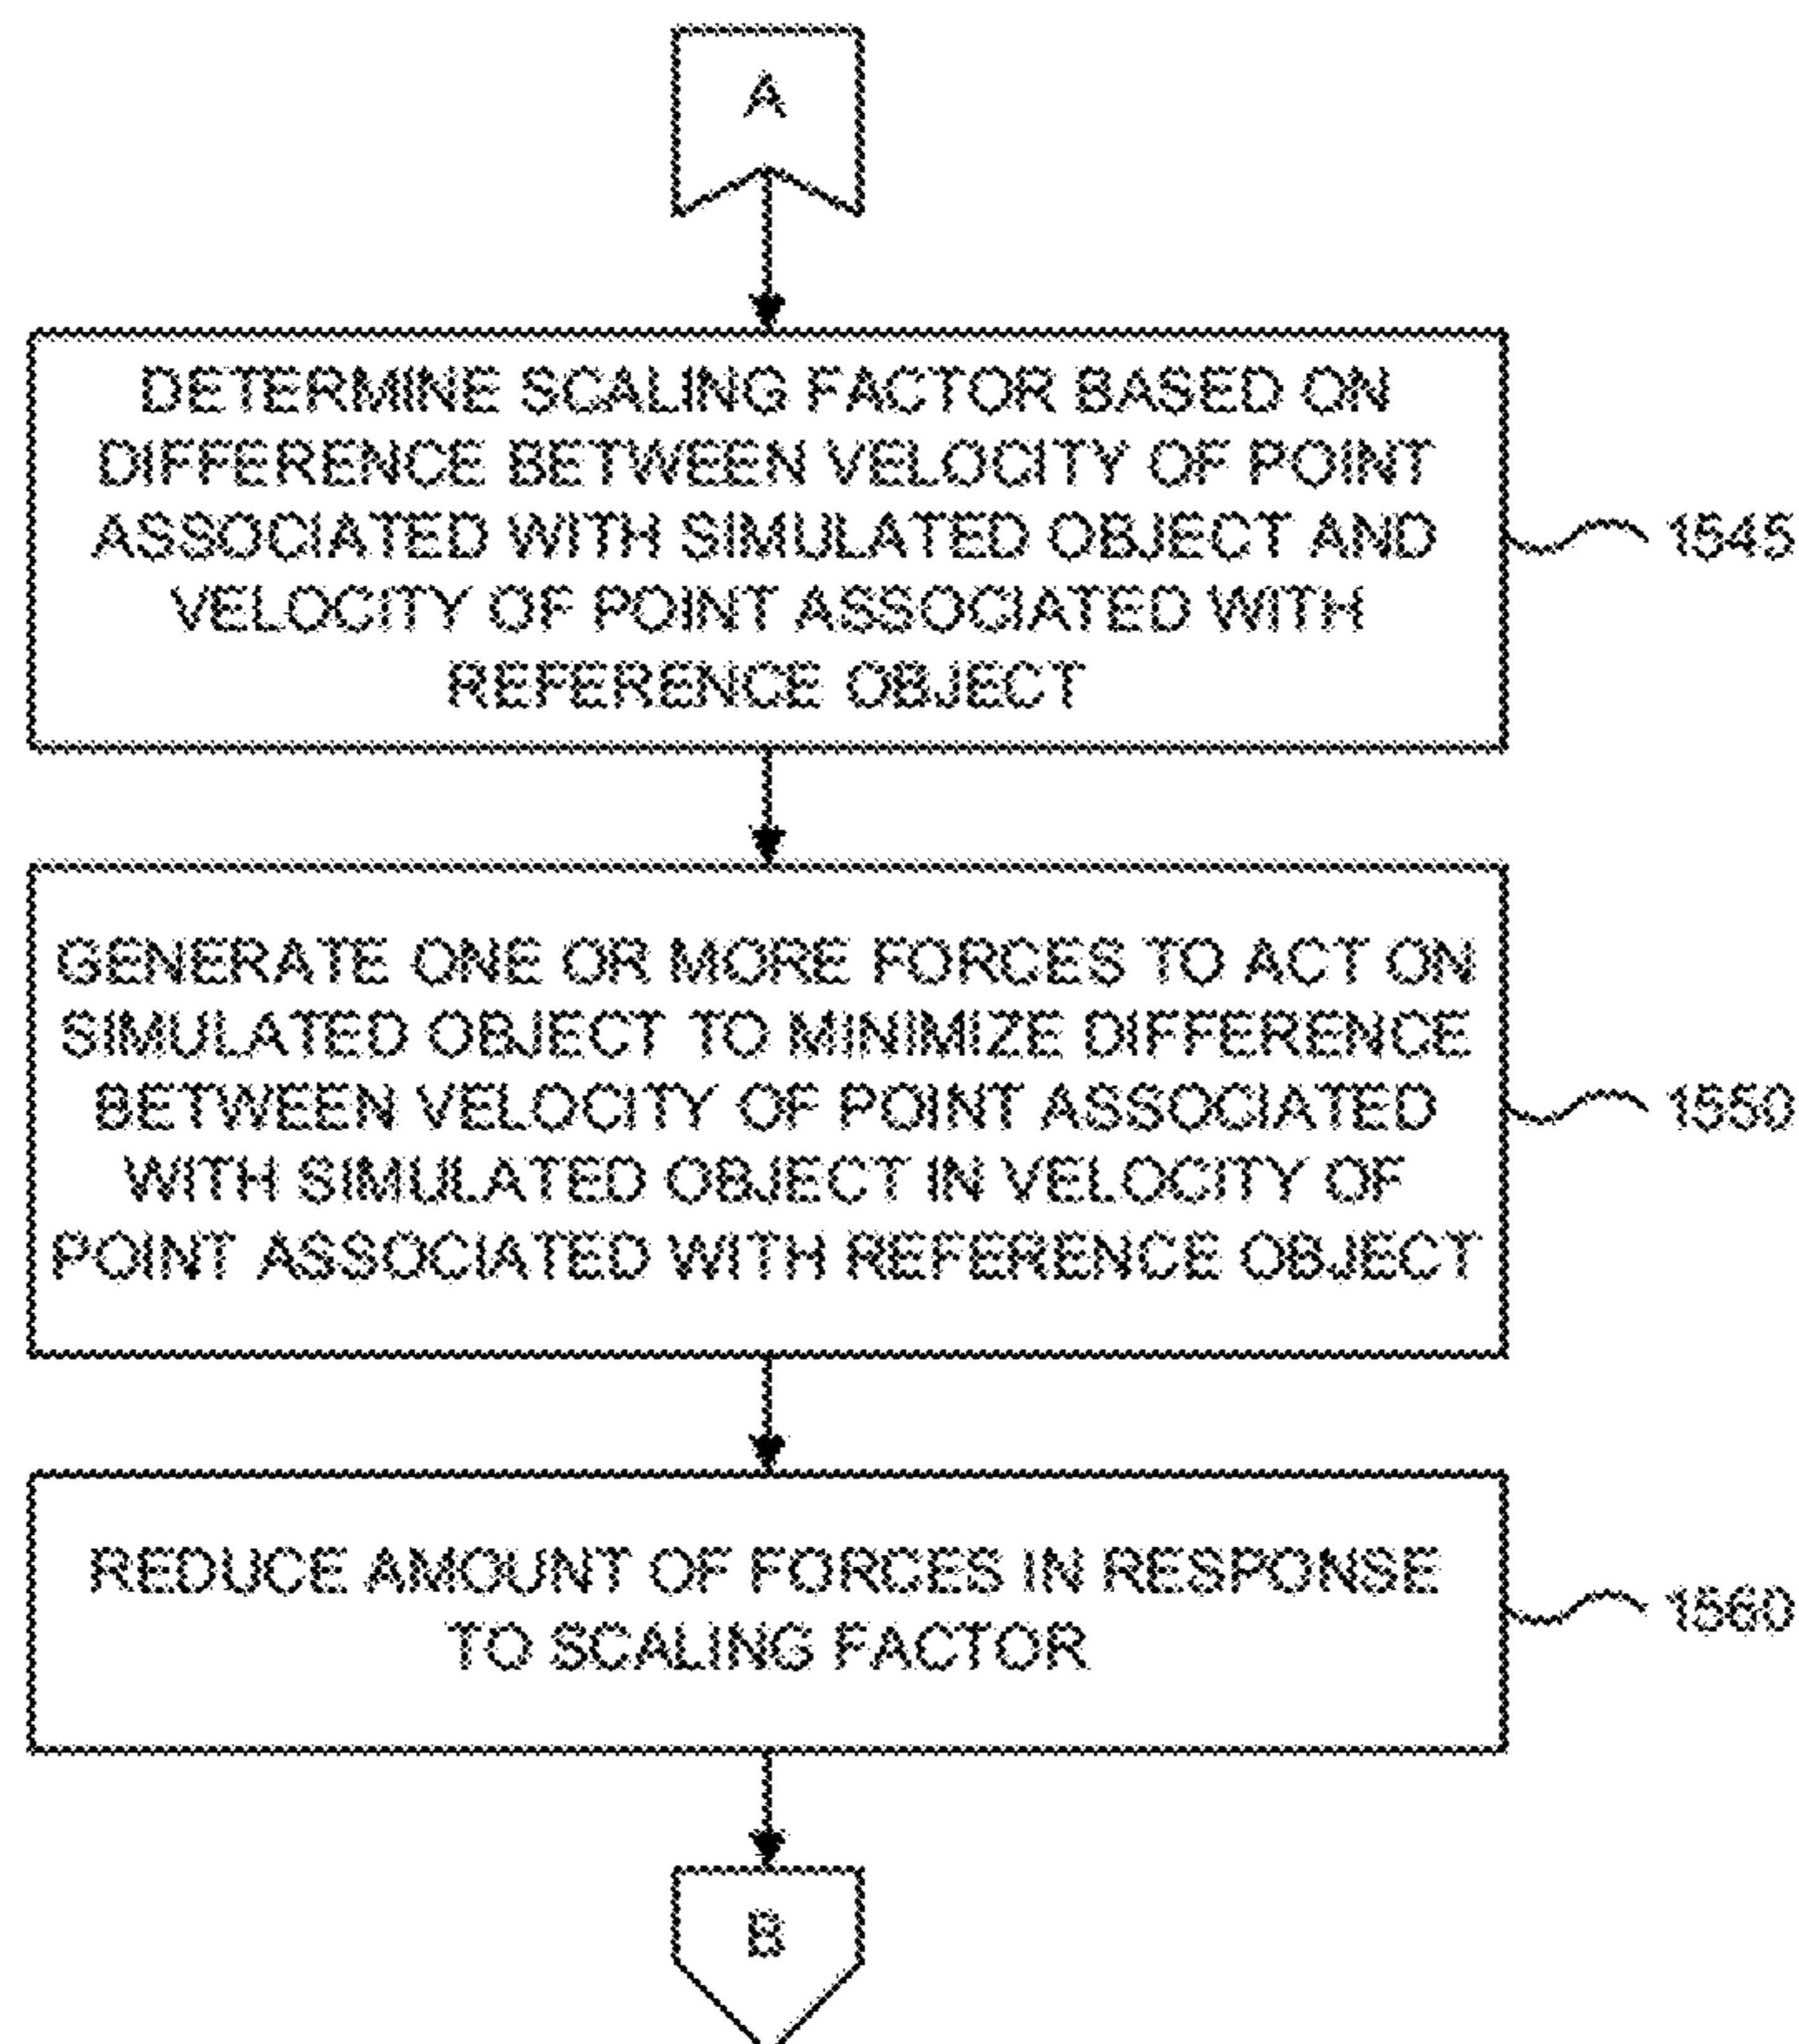 A
DETERMINE SCALING FACTOR BASED ON
DIFFERENCE BETWEEN VELOCITY OF POINT
ASSOCIATED WITH SIMULATED OBJECT AND
VELOCITY OF POINT ASSOCIATED WITH
REFERENCE OBJECT
1545
GENERATE ONE OR MORE FORCES TO ACT ON
SIMULATED OBJECT TO MINIMIZE DIFFERENCE
BETWEEN VELOCITY OF POINT ASSOCIATED
WITH SIMULATED OBJECT IN VELOCITY OF
POINT ASSOCIATED WITH REFERENCE OBJECT
1550
REDUCE AMOUNT OF FORCES IN RESPONSE
TO SCALING FACTOR
1560
B